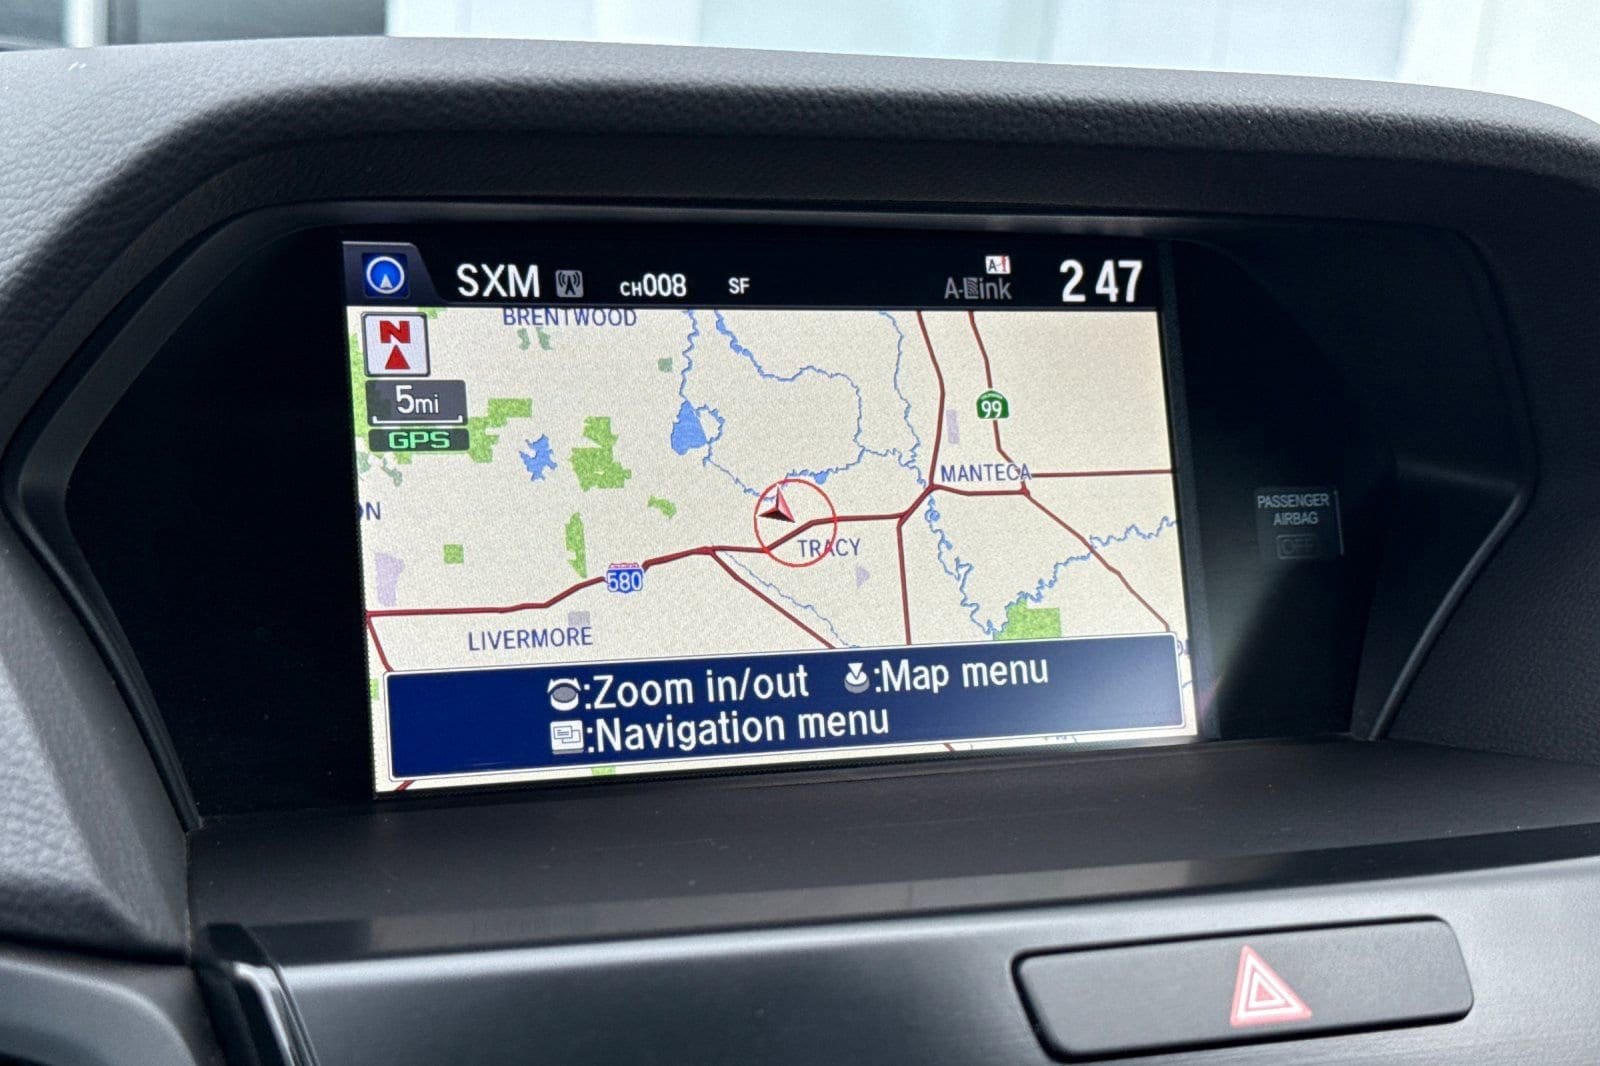 SXM CH008 SF A-Link 2 47
BRENTWOOD
N
5mi
GPS
99
MANTECA
PASSENGER
AIRBAG
OFF
ON
TRACY
580
LIVERMORE
:Zoom in/out :Map menu
:Navigation menu